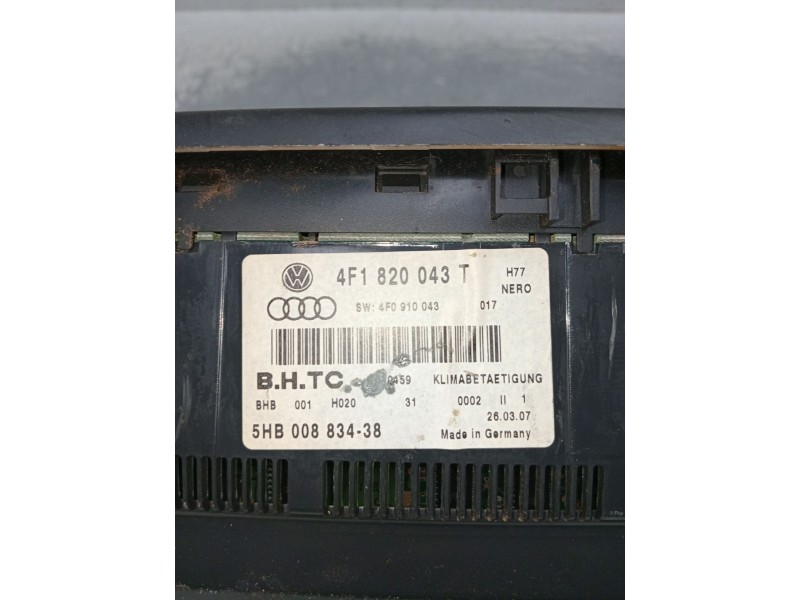 4F1 820 043 T H77
NERO
SW: 4F0 910 043 017
B.H.TC. KLIMABETAETIGUNG
BHB 001 H020 31 0002 II 1
26.03.07
5HB 008 834-38 Made in Germany